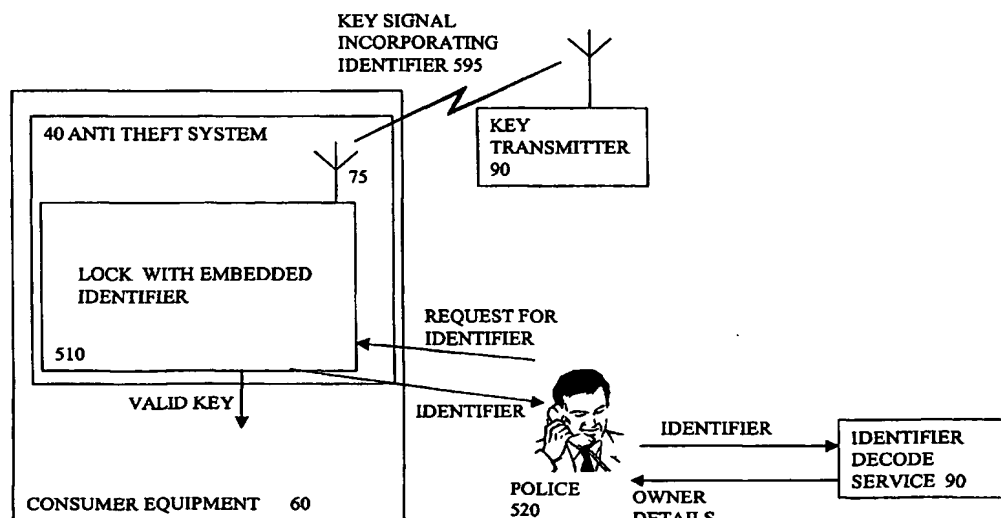 KEY SIGNAL
INCORPORATING
IDENTIFIER 595
40 ANTI THEFT SYSTEM
75
KEY
TRANSMITTER
90
LOCK WITH EMBEDDED
IDENTIFIER
510
REQUEST FOR
IDENTIFIER
VALID KEY
IDENTIFIER
IDENTIFIER
IDENTIFIER
DECODE
SERVICE 90
CONSUMER EQUIPMENT 60
POLICE
520
OWNER
DETAILS